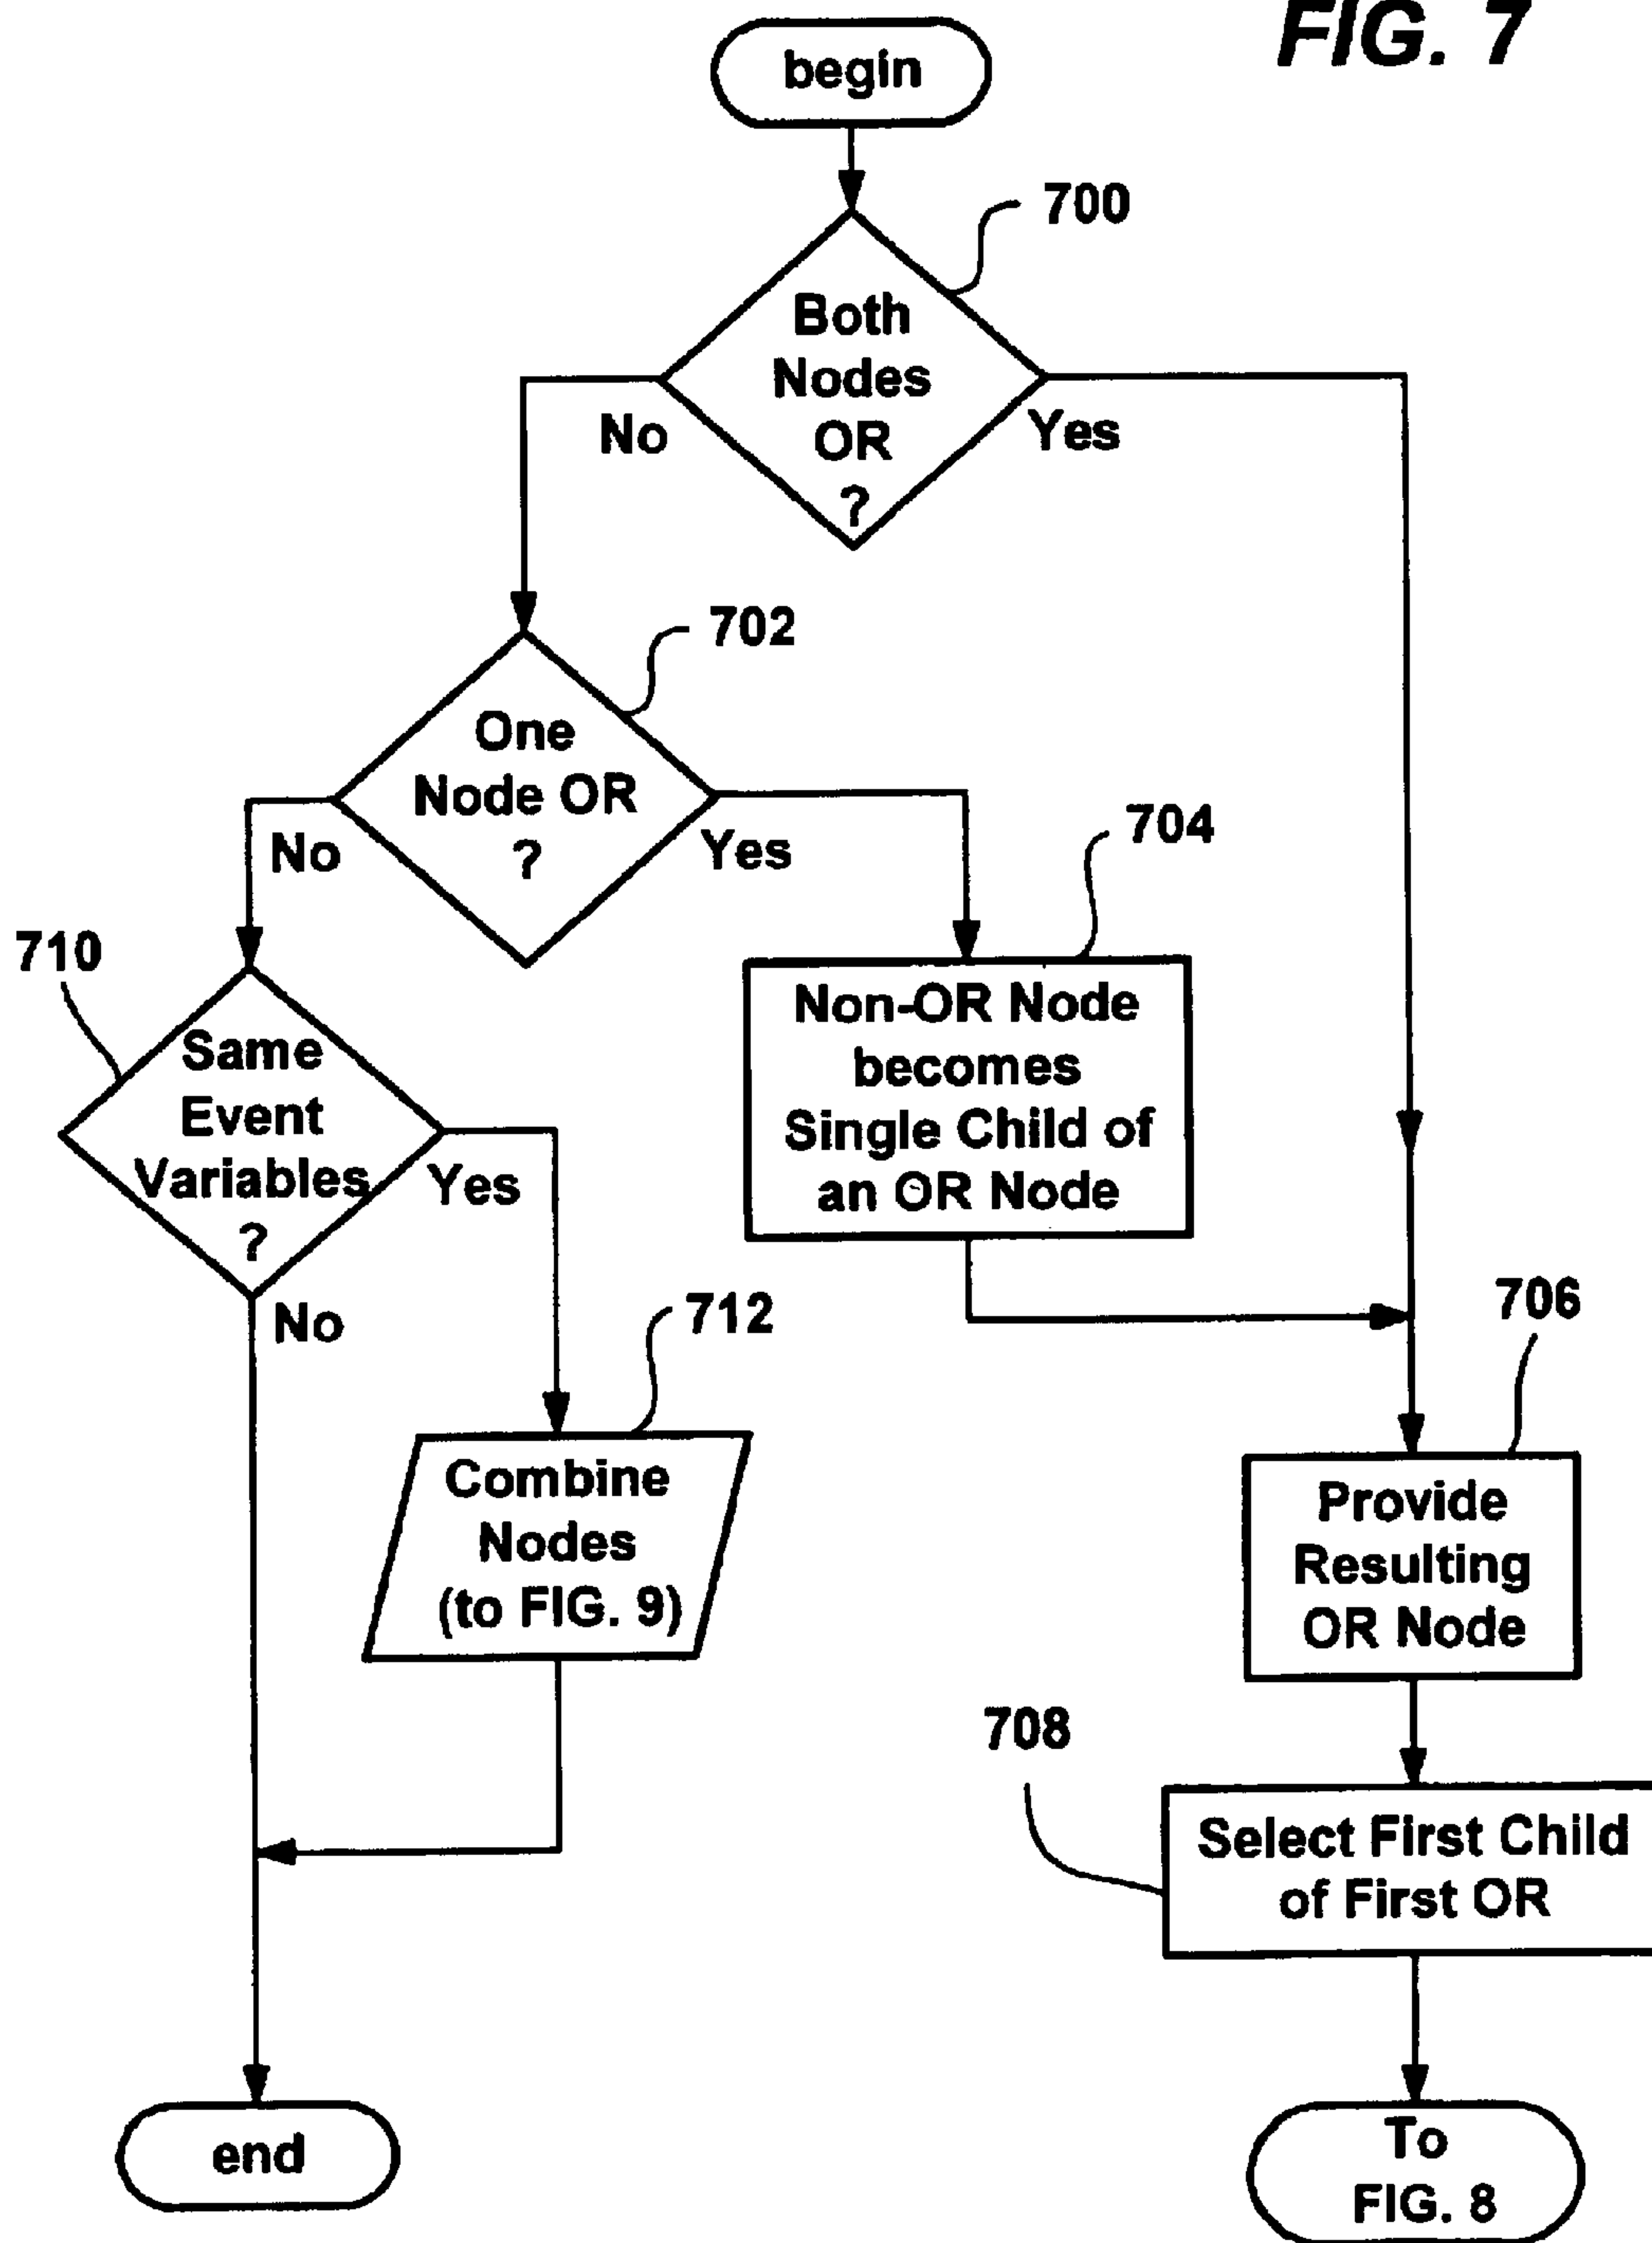 FIG. 7
begin
700
Both
Nodes
OR
?
No
Yes
702
One
Node OR
?
No
Yes
704
Non-OR Node
becomes
Single Child of
an OR Node
710
Same
Event
Variables
?
Yes
No
712
Combine
Nodes
(to FIG. 9)
706
Provide
Resulting
OR Node
708
Select First Child
of First OR
end
To
FIG. 8